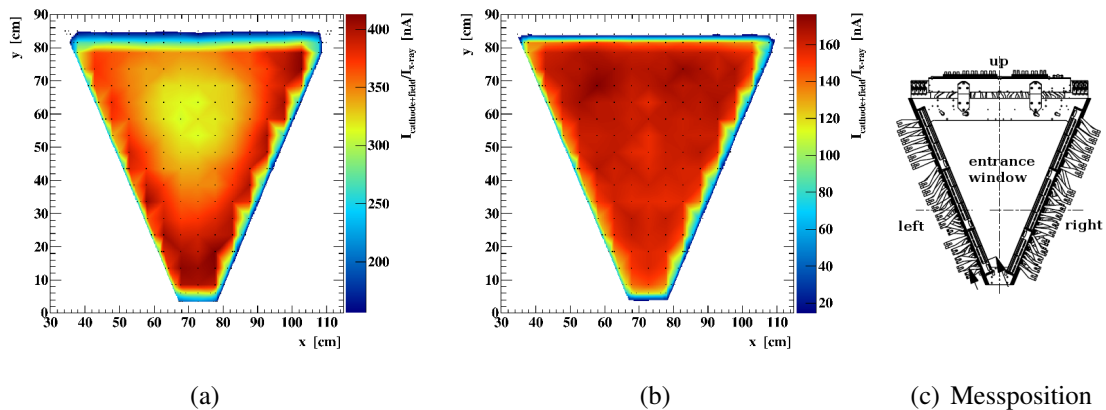 y [cm]
90
80
70
60
50
40
30
20
10
0
30 40 50 60 70 80 90 100 110
x [cm]
400
350
300
250
200
I_cathode+field/I_x-ray [nA]
(a)
y [cm]
90
80
70
60
50
40
30
20
10
0
30 40 50 60 70 80 90 100 110
x [cm]
160
140
120
100
80
60
40
20
I_cathode+field/I_x-ray [nA]
(b)
up
entrance
window
left
right
(c) Messposition